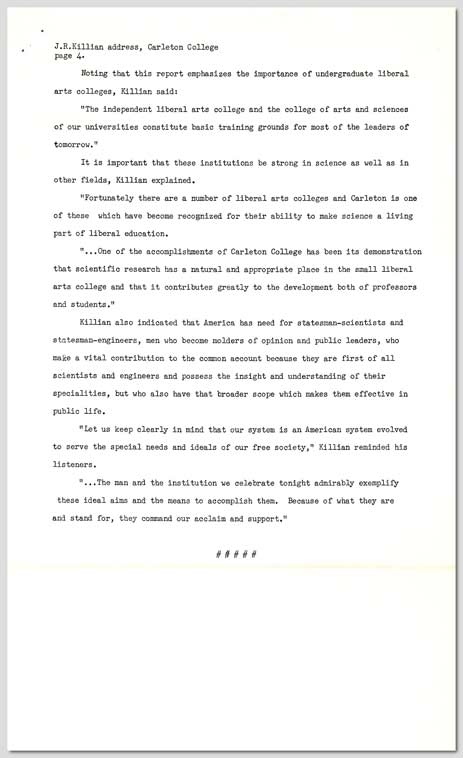 J.R.Killian address, Carleton College
page 4.
Noting that this report emphasizes the importance of undergraduate liberal
arts colleges, Killian said:
"The independent liberal arts college and the college of arts and sciences
of our universities constitute basic training grounds for most of the leaders of
tomorrow."
It is important that these institutions be strong in science as well as in
other fields, Killian explained.
"Fortunately there are a number of liberal arts colleges and Carleton is one
of these which have become recognized for their ability to make science a living
part of liberal education.
"...One of the accomplishments of Carleton College has been its demonstration
that scientific research has a natural and appropriate place in the small liberal
arts college and that it contributes greatly to the development both of professors
and students."
Killian also indicated that America has need for statesman-scientists and
statesman-engineers, men who become molders of opinion and public leaders, who
make a vital contribution to the common account because they are first of all
scientists and engineers and possess the insight and understanding of their
specialities, but who also have that broader scope which makes them effective in
public life.
"Let us keep clearly in mind that our system is an American system evolved
to serve the special needs and ideals of our free society," Killian reminded his
listeners.
"...The man and the institution we celebrate tonight admirably exemplify
these ideal aims and the means to accomplish them. Because of what they are
and stand for, they command our acclaim and support."
# # # # #